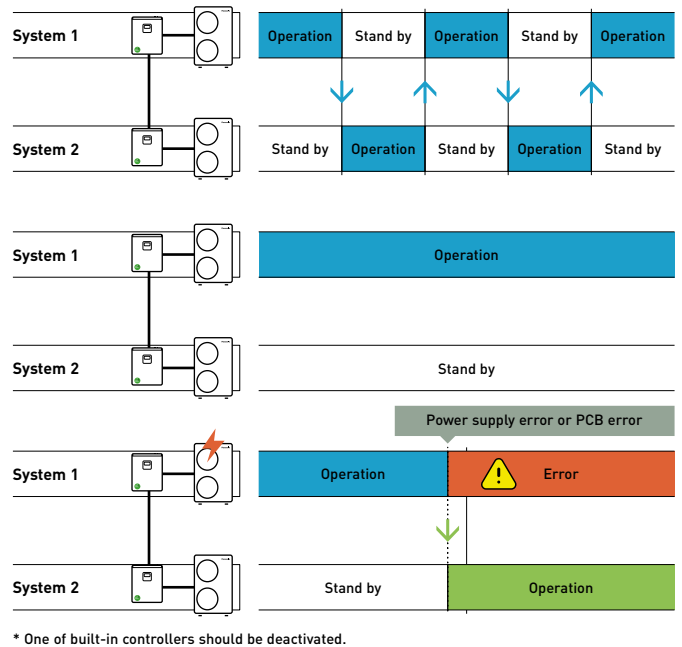 System 1 Operation Stand by Operation Stand by Operation
System 2 Stand by Operation Stand by Operation Stand by
System 1 Operation
System 2 Stand by
Power supply error or PCB error
System 1 Operation ! Error
System 2 Stand by Operation
* One of built-in controllers should be deactivated.